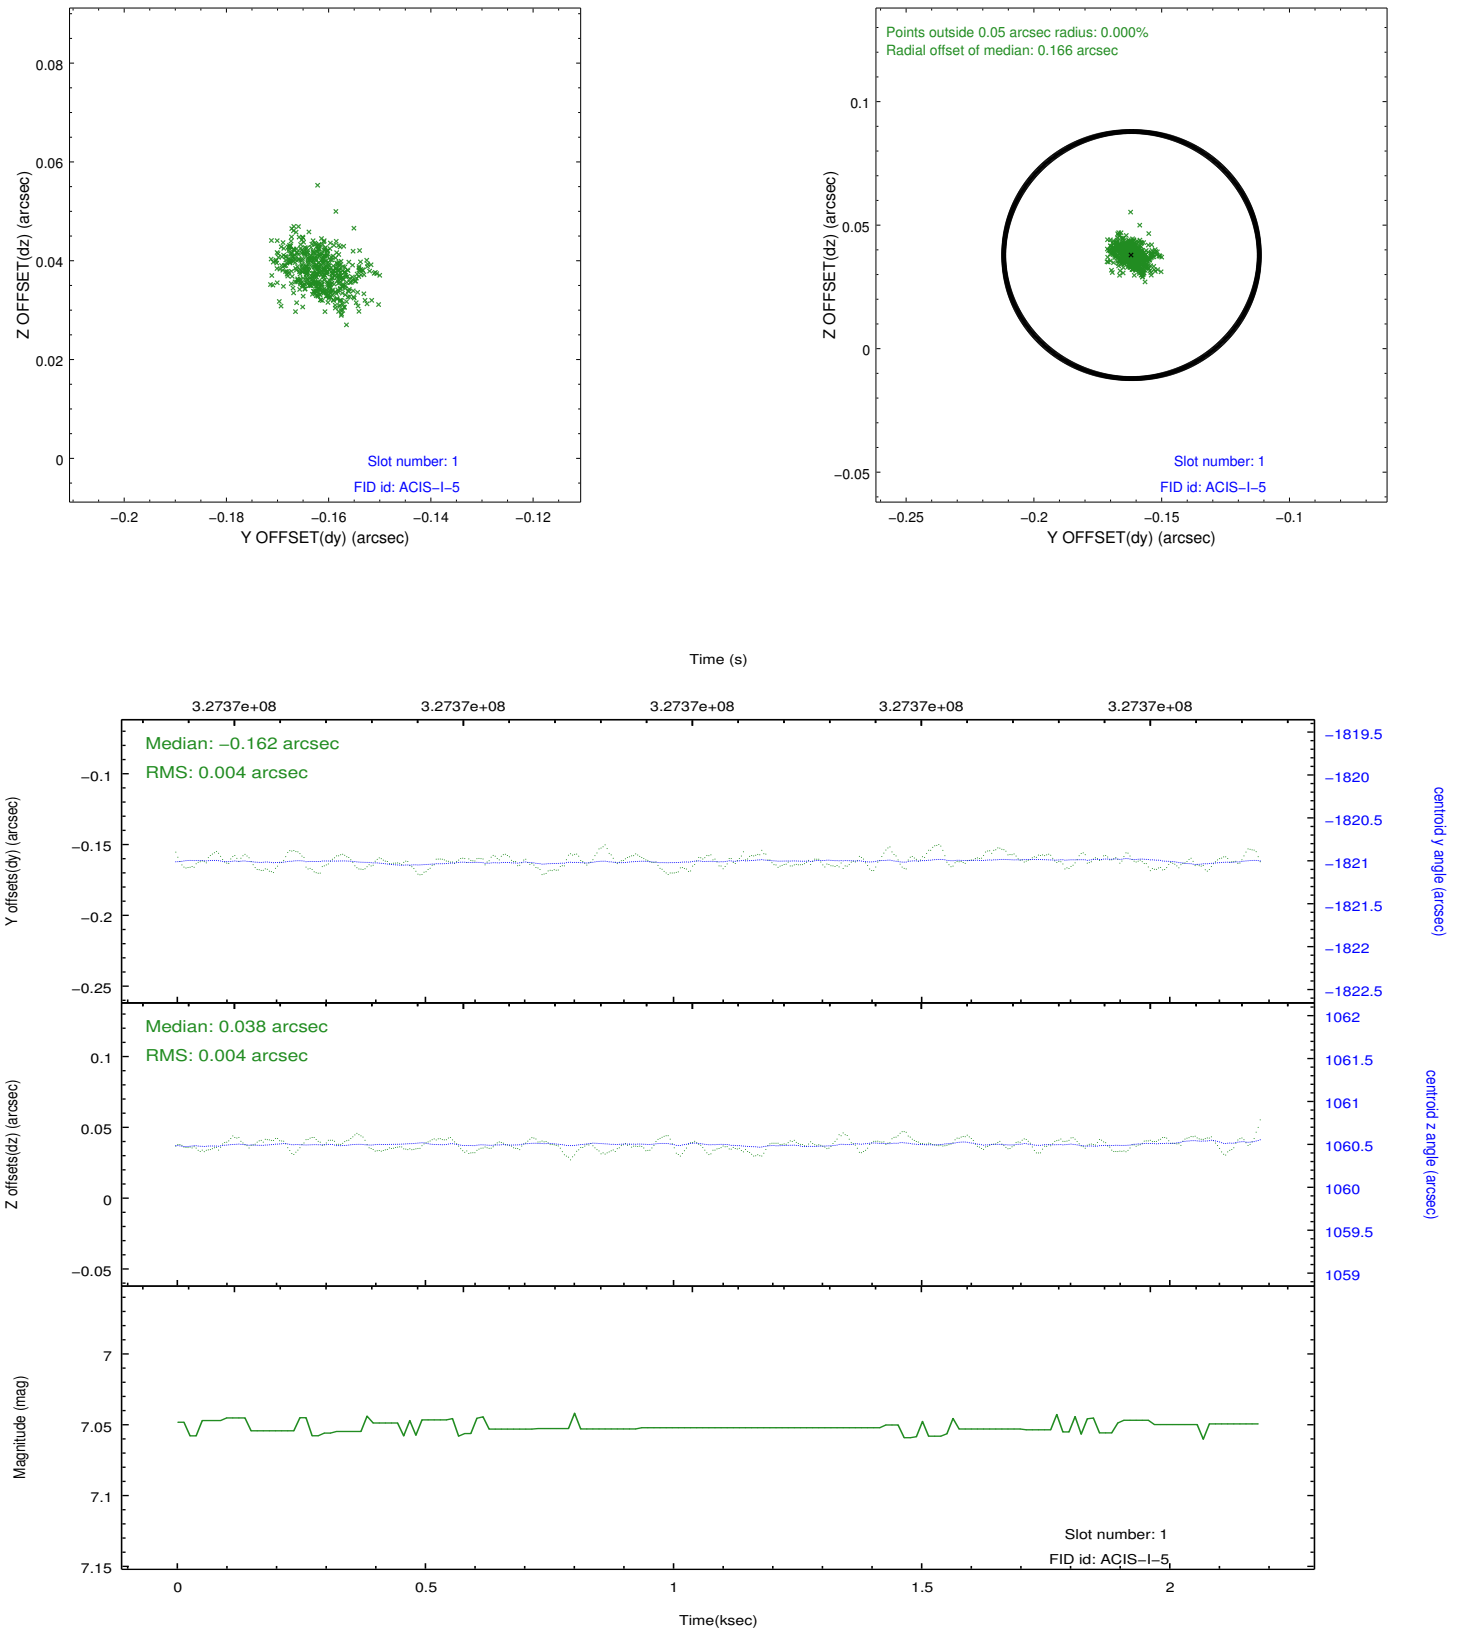 0.08
0.06
0.04
0.02
0
Z OFFSET(dz) (arcsec)
Slot number: 1
FID id: ACIS−I−5
−0.2 −0.18 −0.16 −0.14 −0.12
Y OFFSET(dy) (arcsec)
Points outside 0.05 arcsec radius: 0.000%
Radial offset of median: 0.166 arcsec
0.1
0.05
0
−0.05
Z OFFSET(dz) (arcsec)
Slot number: 1
FID id: ACIS−I−5
−0.25 −0.2 −0.15 −0.1
Y OFFSET(dy) (arcsec)
Time (s)
3.2737e+08 3.2737e+08 3.2737e+08 3.2737e+08 3.2737e+08
Median: −0.162 arcsec
RMS: 0.004 arcsec
−0.1
−0.15
−0.2
−0.25
Y offsets(dy) (arcsec)
−1819.5
−1820
−1820.5
−1821
−1821.5
−1822
−1822.5
centroid y angle (arcsec)
Median: 0.038 arcsec
RMS: 0.004 arcsec
0.1
0.05
0
−0.05
Z offsets(dz) (arcsec)
1062
1061.5
1061
1060.5
1060
1059.5
1059
centroid z angle (arcsec)
7
7.05
7.1
7.15
Magnitude (mag)
Slot number: 1
FID id: ACIS−I−5
0 0.5 1 1.5 2
Time(ksec)